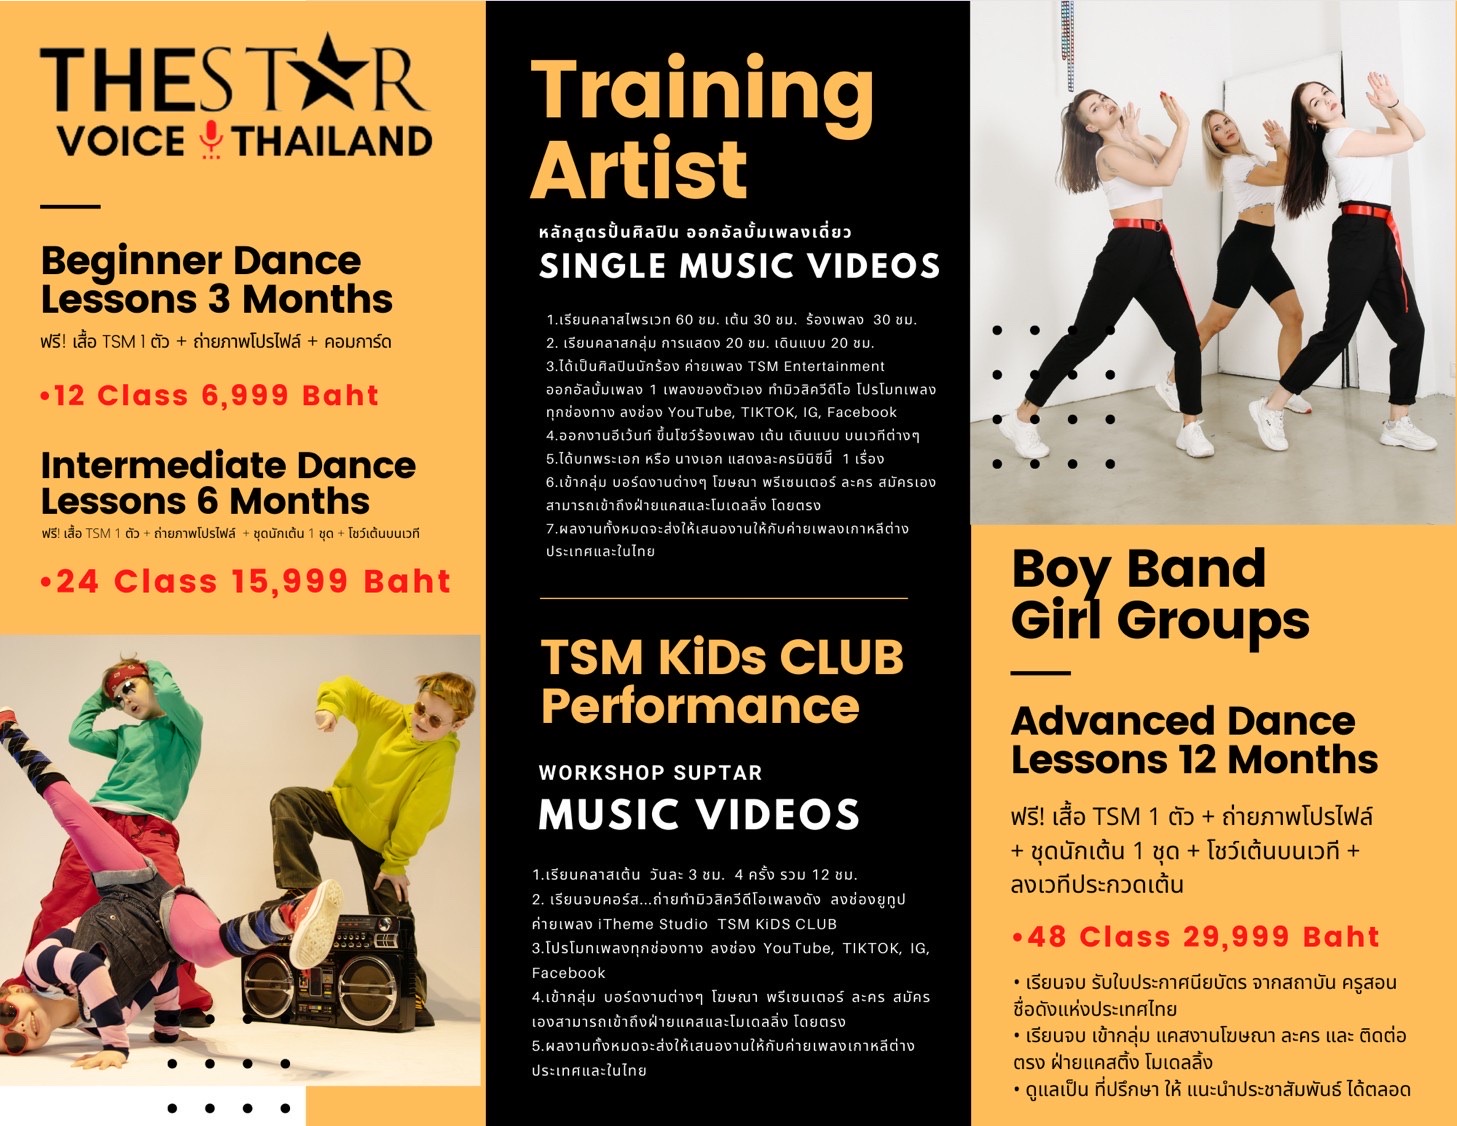 THE STAR
VOICE THAILAND
Beginner Dance
Lessons 3 Months
ฟรี! เสื้อ TSM 1 ตัว + ถ่ายภาพโปรไฟล์ + คอมการ์ด
•12 Class 6,999 Baht
Intermediate Dance
Lessons 6 Months
ฟรี! เสื้อ TSM 1 ตัว + ถ่ายภาพโปรไฟล์ + ชุดนักเต้น 1 ชุด + โชว์เต้นบนเวที
•24 Class 15,999 Baht
Training
Artist
หลักสูตรปั้นศิลปิน ออกอัลบั้มเพลงเดี่ยว
SINGLE MUSIC VIDEOS
1.เรียนคลาสไพรเวท 60 ชม. เต้น 30 ชม. ร้องเพลง 30 ชม.
2. เรียนคลาสกลุ่ม การแสดง 20 ชม. เดินแบบ 20 ชม.
3.ได้เป็นศิลปินนักร้อง ค่ายเพลง TSM Entertainment
ออกอัลบั้มเพลง 1 เพลงของตัวเอง ทำมิวสิควีดีโอ โปรโมทเพลง
ทุกช่องทาง ลงช่อง YouTube, TIKTOK, IG, Facebook
4.ออกงานอีเว้นท์ ขึ้นโชว์ร้องเพลง เต้น เดินแบบ บนเวทีต่างๆ
5.ได้บทพระเอก หรือ นางเอก แสดงละครมินิซีนี๊ 1 เรื่อง
6.เข้ากลุ่ม บอร์ดงานต่างๆ โฆษณา พรีเซนเตอร์ ละคร สมัครเอง
สามารถเข้าถึงฝ่ายแคสและโมเดลลิ่ง โดยตรง
7.ผลงานทั้งหมดจะส่งให้เสนองานให้กับค่ายเพลงเกาหลีต่าง
ประเทศและในไทย
TSM KiDs CLUB
Performance
WORKSHOP SUPTAR
MUSIC VIDEOS
1.เรียนคลาสเต้น วันละ 3 ชม. 4 ครั้ง รวม 12 ชม.
2. เรียนจบคอร์ส...ถ่ายทำมิวสิควีดีโอเพลงดัง ลงช่องยูทูป
ค่ายเพลง iTheme Studio TSM KiDS CLUB
3.โปรโมทเพลงทุกช่องทาง ลงช่อง YouTube, TIKTOK, IG,
Facebook
4.เข้ากลุ่ม บอร์ดงานต่างๆ โฆษณา พรีเซนเตอร์ ละคร สมัคร
เองสามารถเข้าถึงฝ่ายแคสและโมเดลลิ่ง โดยตรง
5.ผลงานทั้งหมดจะส่งให้เสนองานให้กับค่ายเพลงเกาหลีต่าง
ประเทศและในไทย
Boy Band
Girl Groups
Advanced Dance
Lessons 12 Months
ฟรี! เสื้อ TSM 1 ตัว + ถ่ายภาพโปรไฟล์
+ ชุดนักเต้น 1 ชุด + โชว์เต้นบนเวที +
ลงเวทีประกวดเต้น
•48 Class 29,999 Baht
• เรียนจบ รับใบประกาศนียบัตร จากสถาบัน ครูสอน
ชื่อดังแห่งประเทศไทย
• เรียนจบ เข้ากลุ่ม แคสงานโฆษณา ละคร และ ติดต่อ
ตรง ฝ่ายแคสติ้ง โมเดลลิ้ง
• ดูแลเป็น ที่ปรึกษา ให้ แนะนำประชาสัมพันธ์ ได้ตลอด